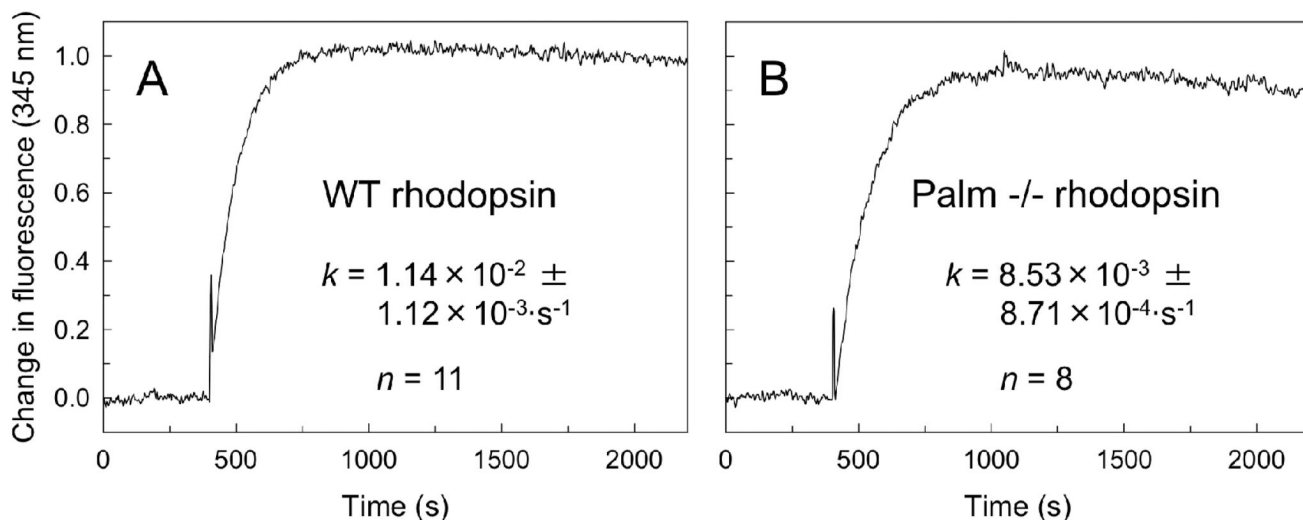 Change in fluorescence (345 nm)
1.0
0.8
0.6
0.4
0.2
0.0
A
WT rhodopsin
k = 1.14 × 10⁻² ±
1.12 × 10⁻³·s⁻¹
n = 11
0 500 1000 1500 2000
Time (s)
B
Palm -/- rhodopsin
k = 8.53 × 10⁻³ ±
8.71 × 10⁻⁴·s⁻¹
n = 8
0 500 1000 1500 2000
Time (s)